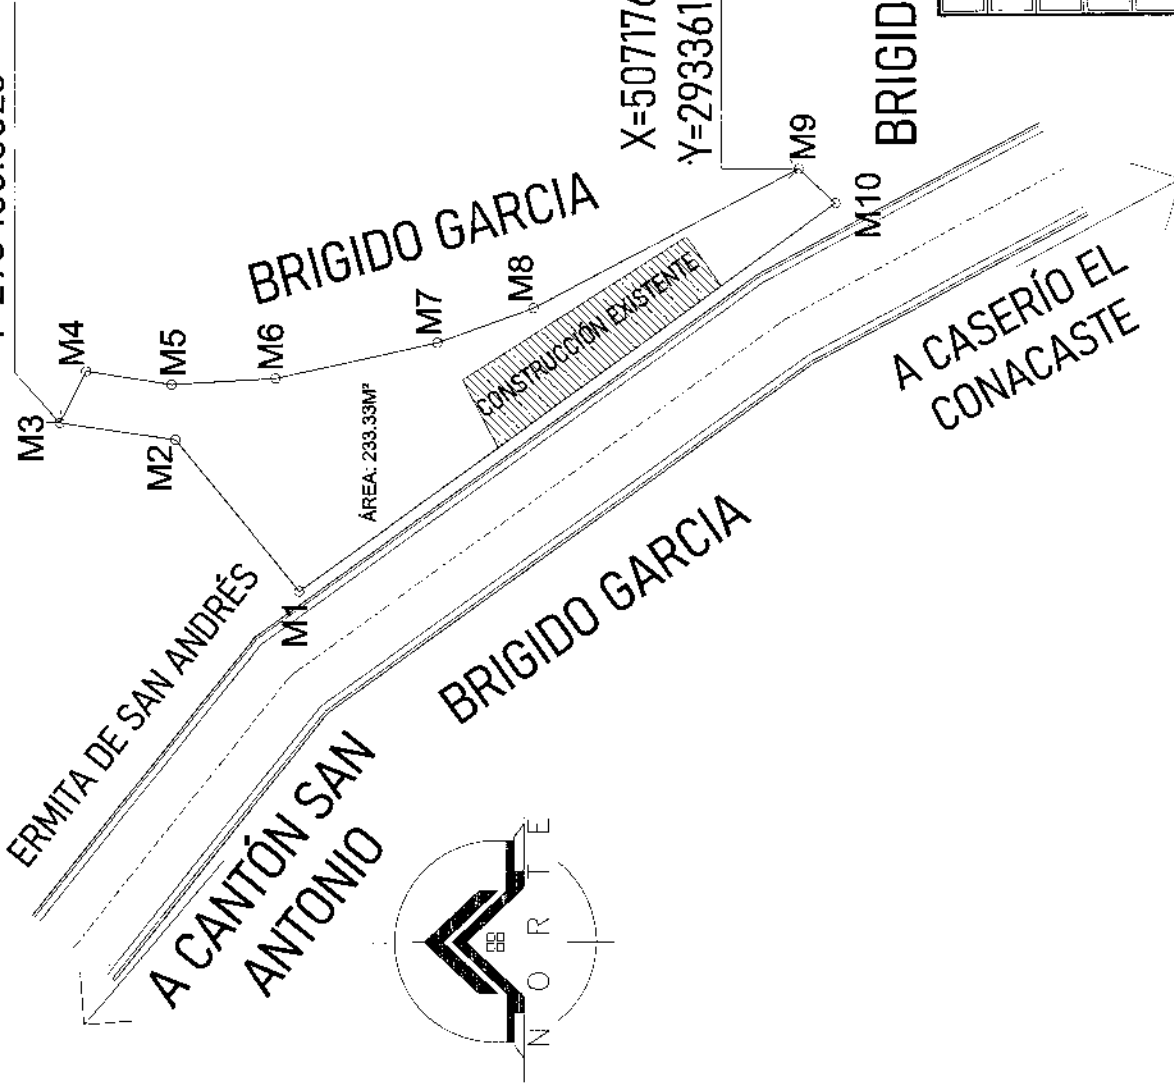 M3
M4
M2
M5
M6
M7
M8
M9
M10
M1
BRIGIDO GARCIA
X=507176
Y=293361
BRIGID
ÁREA: 233.33M²
CONSTRUCCIÓN EXISTENTE
ERMITA DE SAN ANDRÉS
A CANTÓN SAN
ANTONIO
BRIGIDO GARCIA
A CASERÍO EL
CONACASTE
NORTE